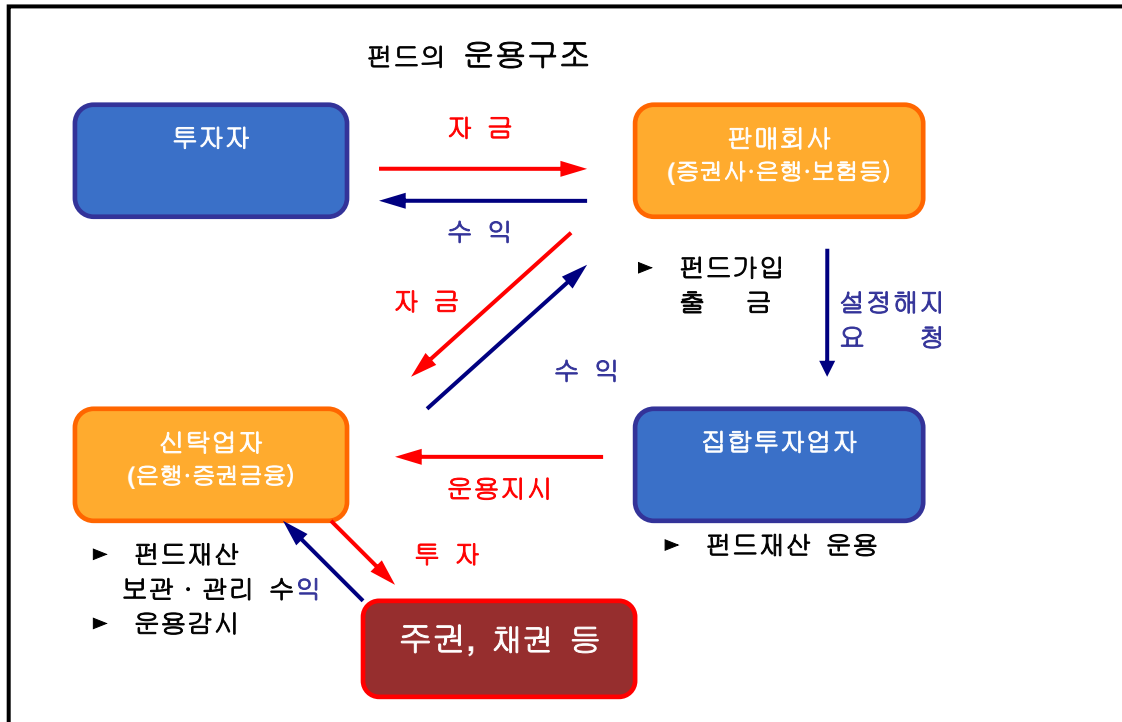 펀드의 운용구조
투자자
자 금
판매회사
(증권사·은행·보험등)
수 익
► 펀드가입
출 금
자 금
설정해지
요 청
수 익
신탁업자
(은행·증권금융)
집합투자업자
운용지시
► 펀드재산 운용
► 펀드재산
보관 · 관리 수익
► 운용감시
투 자
주권, 채권 등